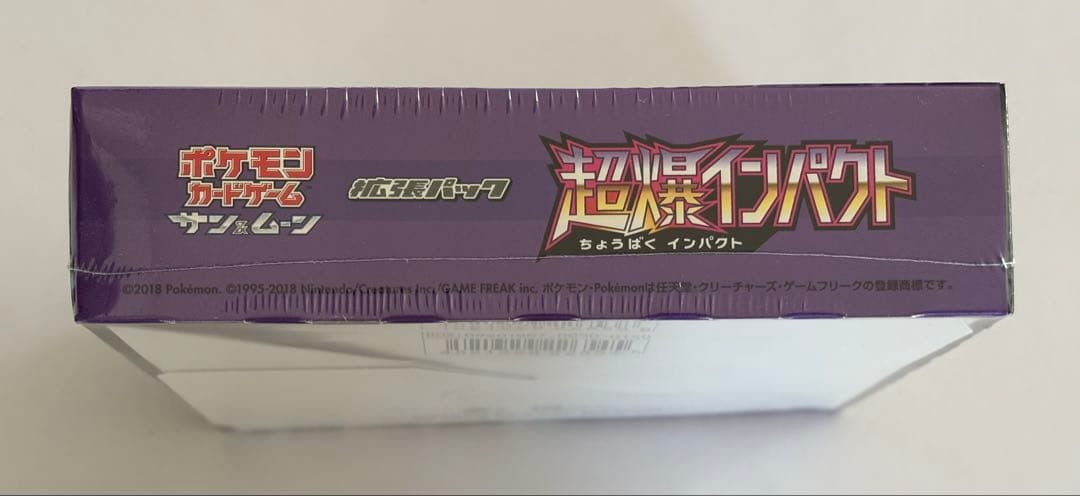 ポケモン
カードゲーム
サン&ムーン
拡張パック
超爆インパクト
ちょうばく インパクト
©2018 Pokémon. ©1995-2018 Nintendo/Creatures Inc./GAME FREAK inc. ポケモン・Pokémonは任天堂・クリーチャーズ・ゲームフリークの登録商標です。